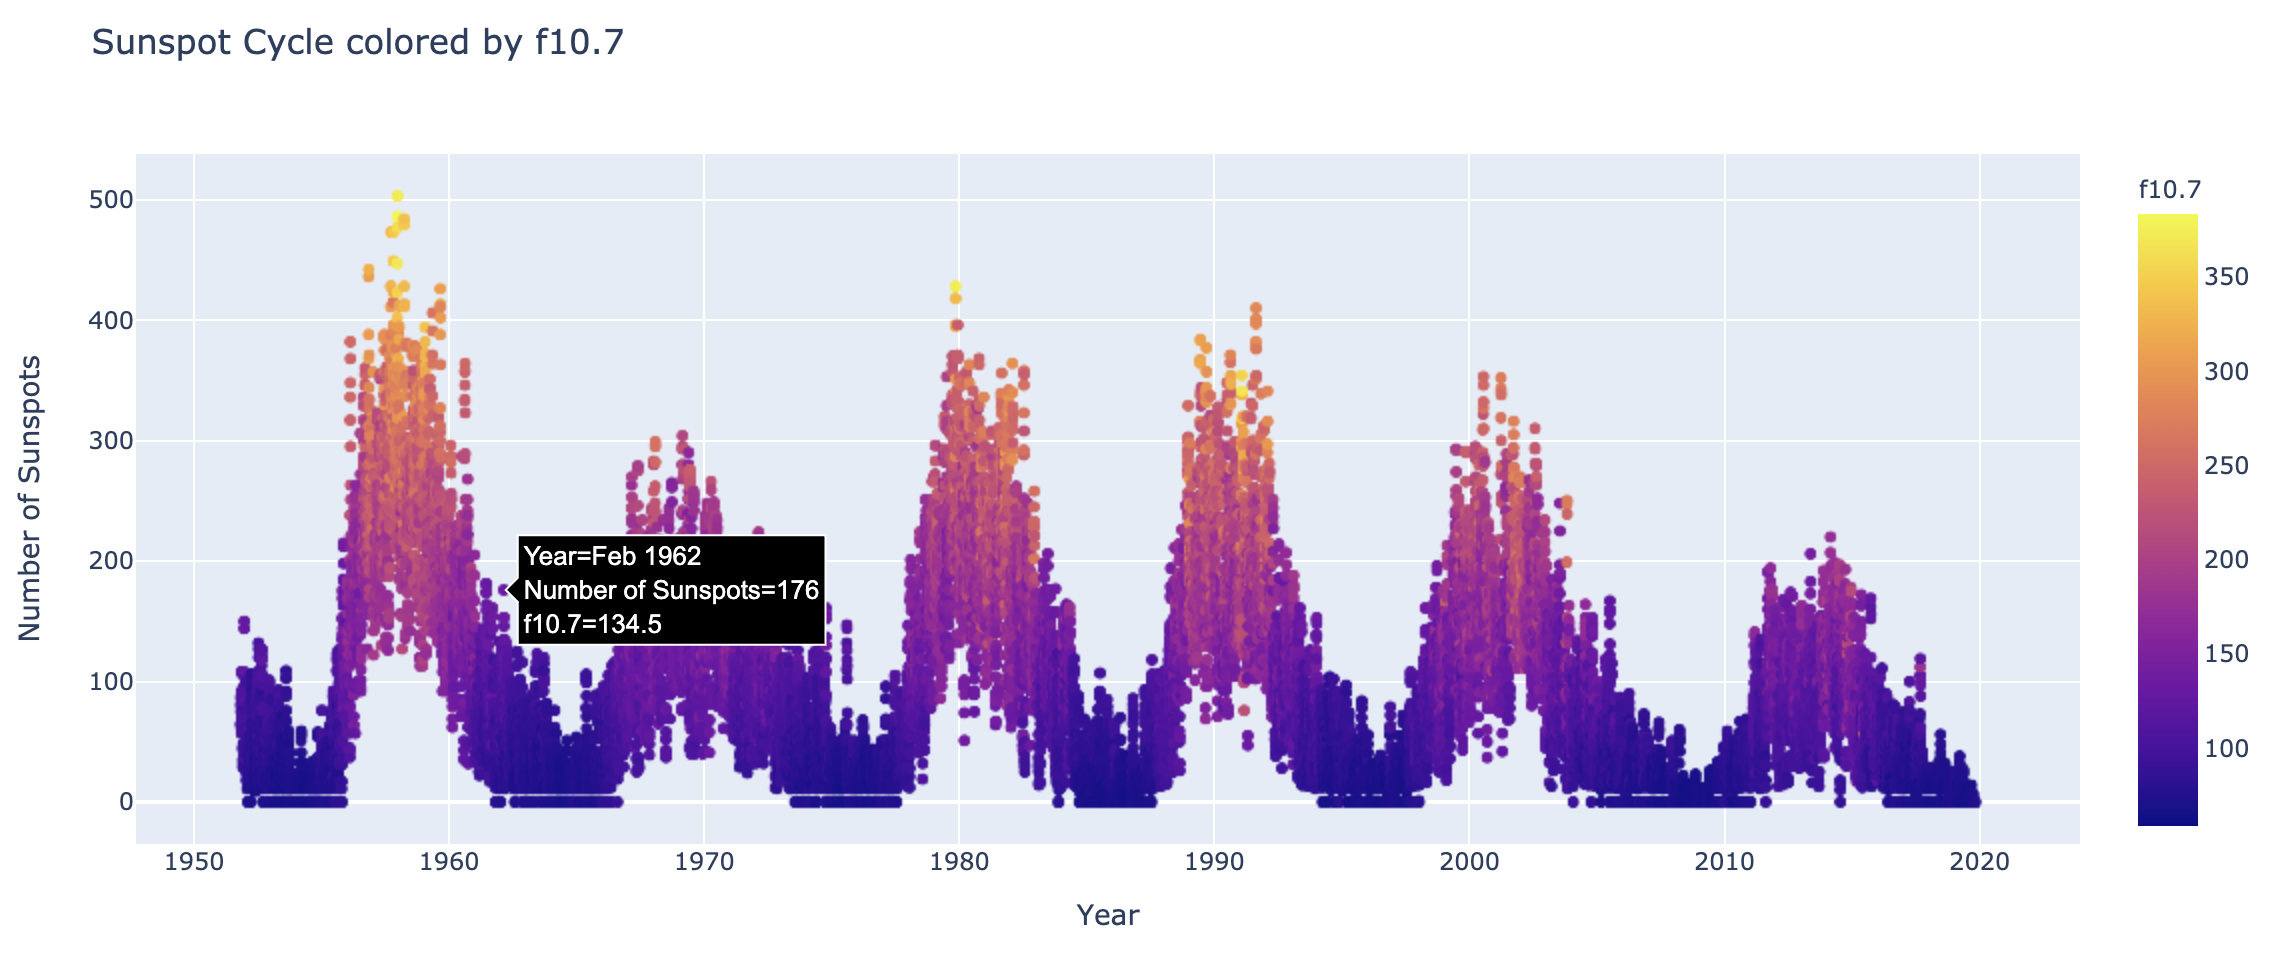 Sunspot Cycle colored by f10.7
f10.7
500
400
300
200
100
0
Number of Sunspots
Year=Feb 1962
Number of Sunspots=176
f10.7=134.5
350
300
250
200
150
100
1950 1960 1970 1980 1990 2000 2010 2020
Year